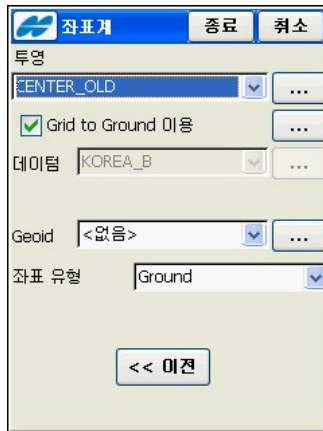 좌표계 종료 취소
투영
CENTER_OLD ...
Grid to Ground 이용 ...
데이텀 KOREA_B ...
Geoid <없음> ...
좌표 유형 Ground
<< 이전